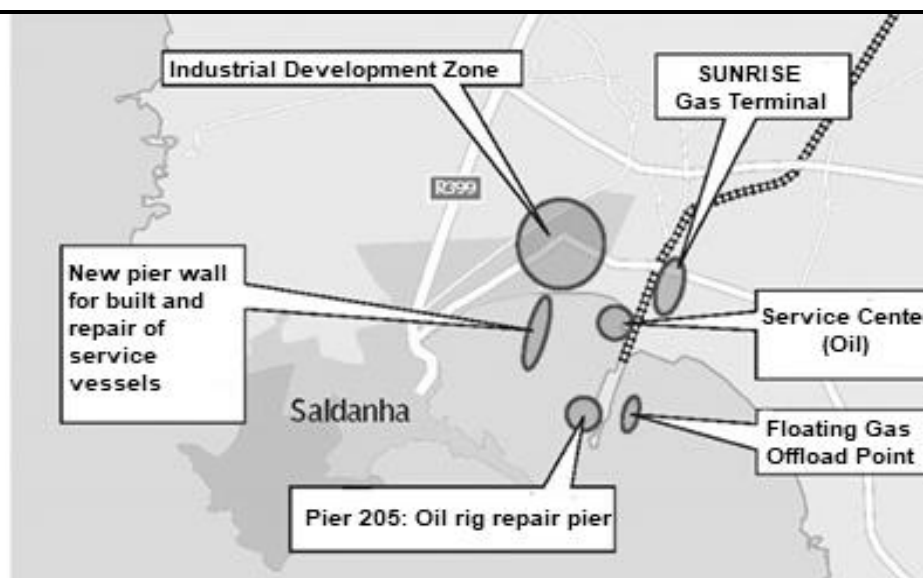 Industrial Development Zone
SUNRISE
Gas Terminal
R399
New pier wall
for built and
repair of
service
vessels
Service Cente
(Oil)
Saldanha
Floating Gas
Offload Point
Pier 205: Oil rig repair pier